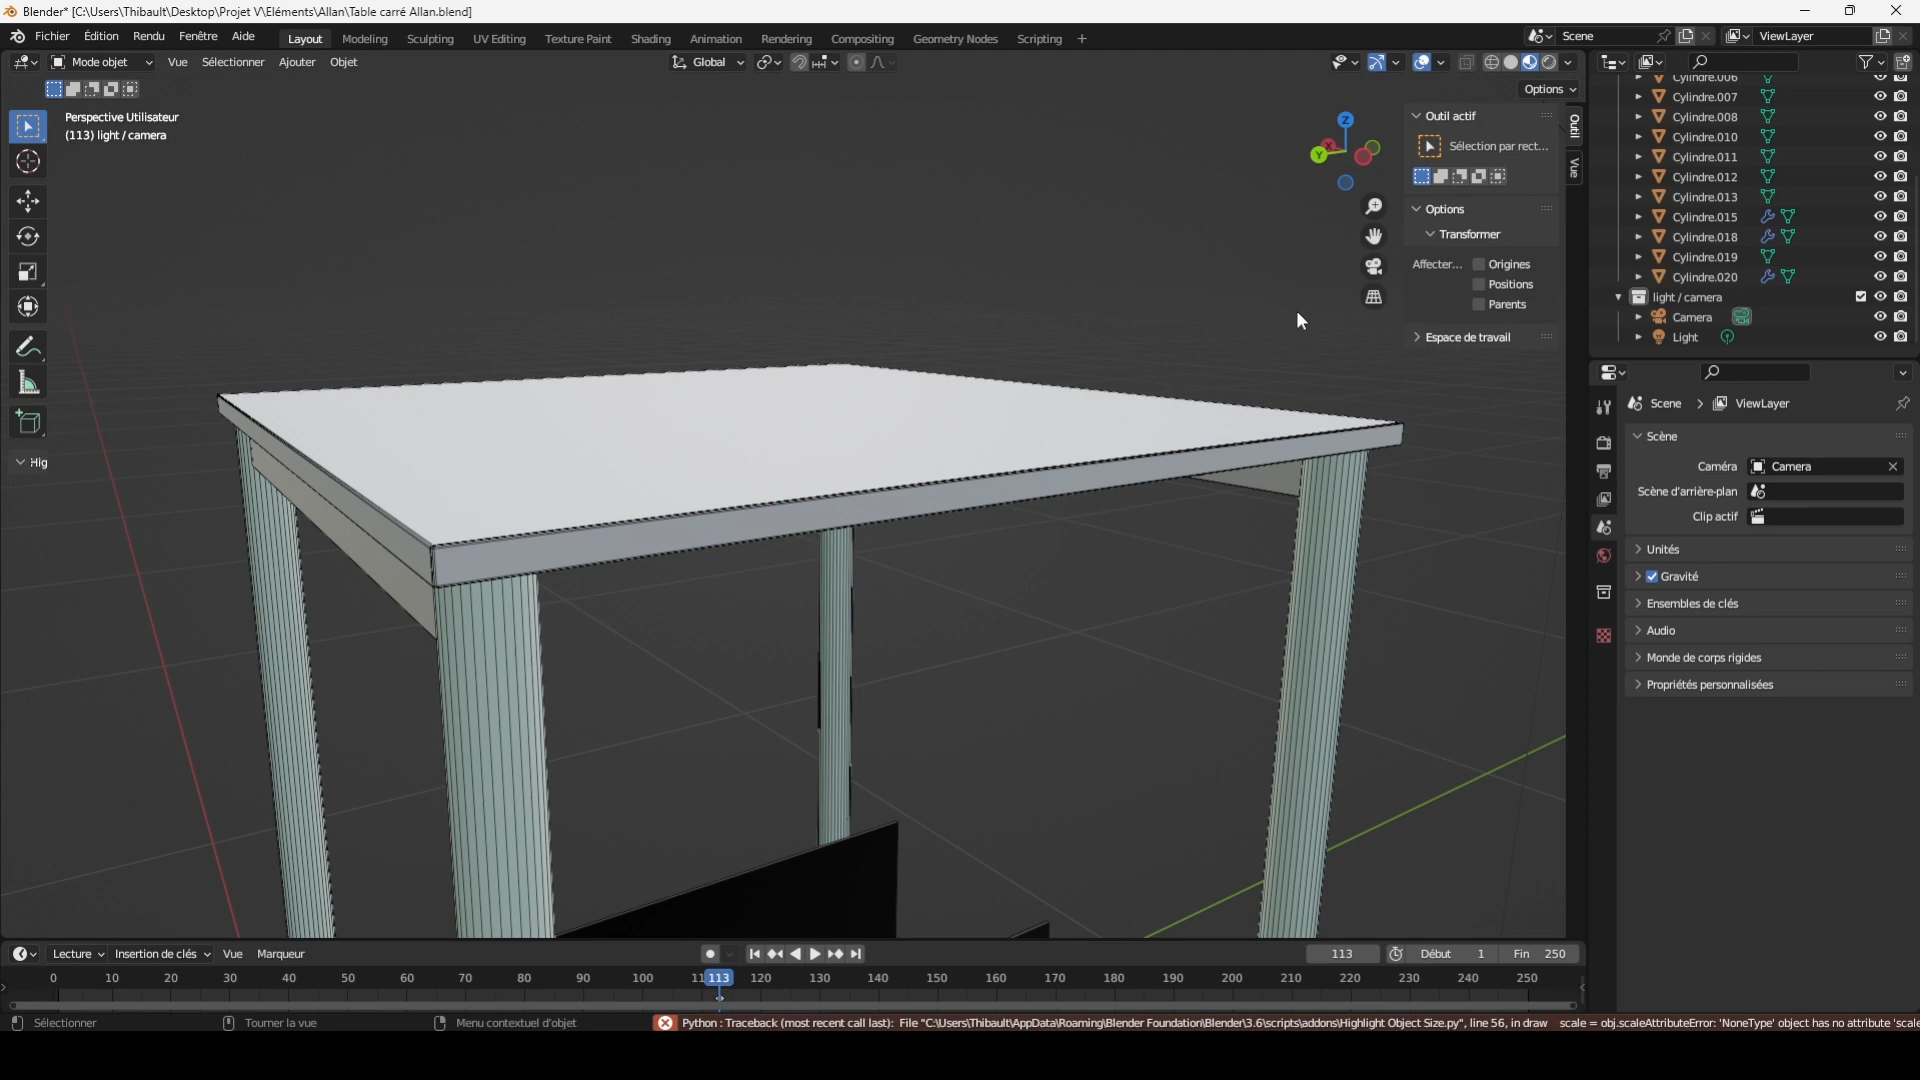 Blender* [C:\Users\Thibault\Desktop\Projet V\Eléments\Allan\Table carré Allan.blend]
Fichier Édition Rendu Fenêtre Aide Layout Modeling Sculpting UV Editing Texture Paint Shading Animation Rendering Compositing Geometry Nodes Scripting + Scene ViewLayer
Mode objet Vue Sélectionner Ajouter Objet Global
Options
Perspective Utilisateur
(113) light / camera
Hig
Z
X
Y
Outil
Vue
Outil actif
Sélection par rect...
Options
Transformer
Affecter... Origines
Positions
Parents
Espace de travail
Cylindre.006
Cylindre.007
Cylindre.008
Cylindre.010
Cylindre.011
Cylindre.012
Cylindre.013
Cylindre.015
Cylindre.018
Cylindre.019
Cylindre.020
light / camera
Camera
Light
Scene ViewLayer
Scène
Caméra Camera
Scène d'arrière-plan
Clip actif
Unités
Gravité
Ensembles de clés
Audio
Monde de corps rigides
Propriétés personnalisées
Lecture Insertion de clés Vue Marqueur 113 Début 1 Fin 250
0 10 20 30 40 50 60 70 80 90 100 11 113 120 130 140 150 160 170 180 190 200 210 220 230 240 250
Sélectionner Tourner la vue Menu contextuel d'objet Python : Traceback (most recent call last): File "C:\Users\Thibault\AppData\Roaming\Blender Foundation\Blender\3.6\scripts\addons\Highlight Object Size.py", line 56, in draw scale = obj.scaleAttributeError: 'NoneType' object has no attribute 'scale